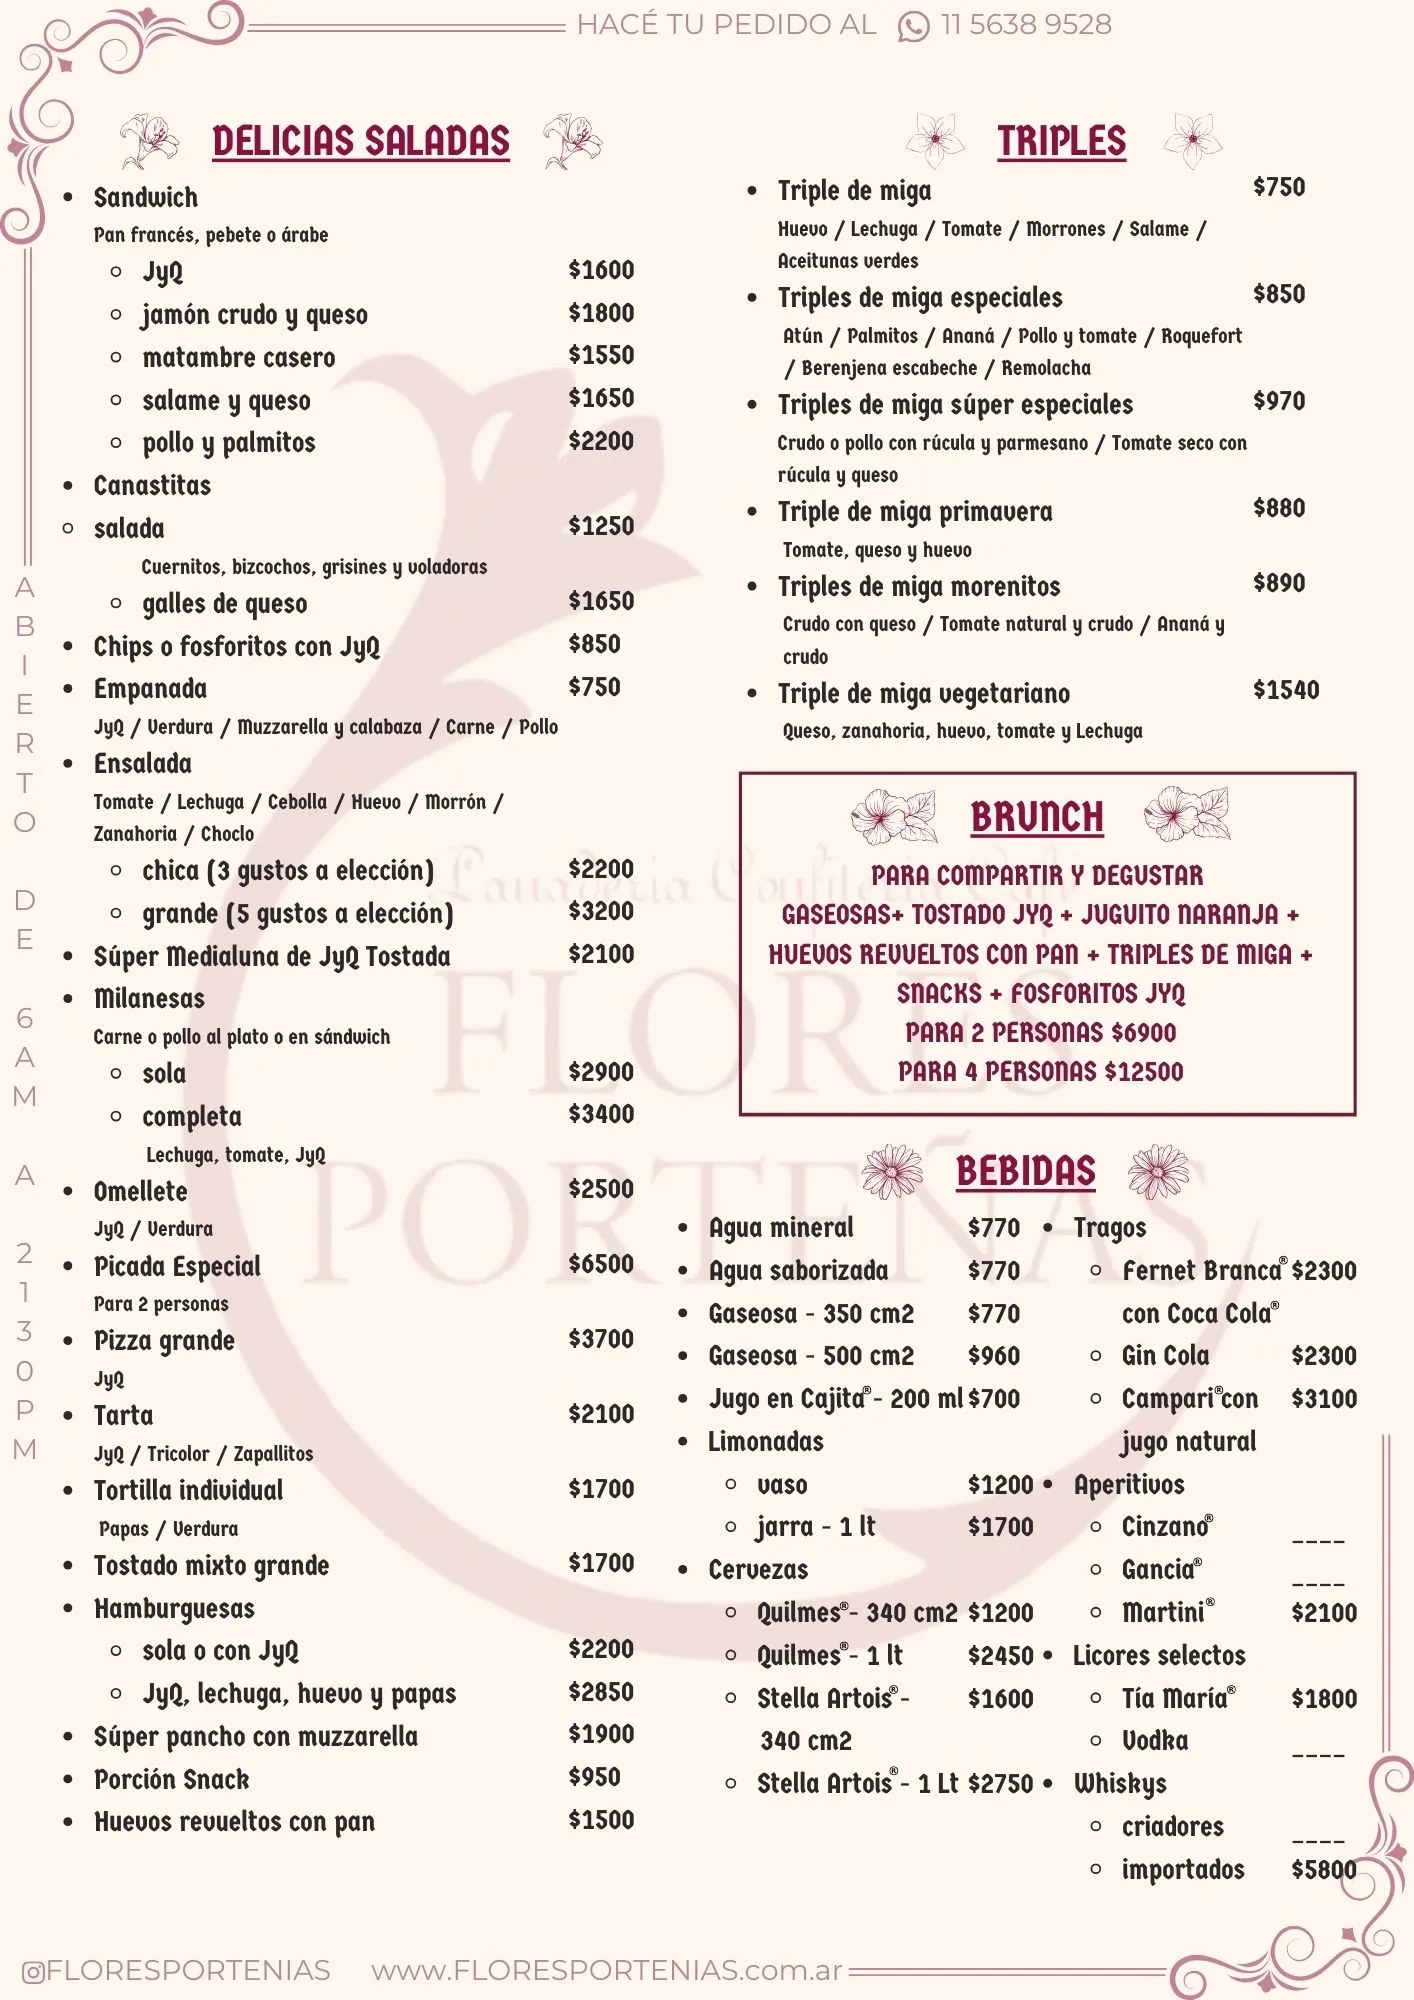 HACÉ TU PEDIDO AL 11 5638 9528
DELICIAS SALADAS
• Sandwich
Pan francés, pebete o árabe
○ JyQ $1600
○ jamón crudo y queso $1800
○ matambre casero $1550
○ salame y queso $1650
○ pollo y palmitos $2200
• Canastitas
○ salada $1250
Cuernitos, bizcochos, grisines y voladoras
○ galles de queso $1650
• Chips o fosforitos con JyQ $850
• Empanada $750
JyQ / Verdura / Muzzarella y calabaza / Carne / Pollo
• Ensalada
Tomate / Lechuga / Cebolla / Huevo / Morrón /
Zanahoria / Choclo
○ chica (3 gustos a elección) $2200
○ grande (5 gustos a elección) $3200
• Súper Medialuna de JyQ Tostada $2100
• Milanesas
Carne o pollo al plato o en sándwich
○ sola $2900
○ completa $3400
Lechuga, tomate, JyQ
• Omellete $2500
JyQ / Verdura
• Picada Especial $6500
Para 2 personas
• Pizza grande $3700
JyQ
• Tarta $2100
JyQ / Tricolor / Zapallitos
• Tortilla individual $1700
Papas / Verdura
• Tostado mixto grande $1700
• Hamburguesas
○ sola o con JyQ $2200
○ JyQ, lechuga, huevo y papas $2850
• Súper pancho con muzzarella $1900
• Porción Snack $950
• Huevos revueltos con pan $1500
TRIPLES
• Triple de miga $750
Huevo / Lechuga / Tomate / Morrones / Salame /
Aceitunas verdes
• Triples de miga especiales $850
Atún / Palmitos / Ananá / Pollo y tomate / Roquefort
/ Berenjena escabeche / Remolacha
• Triples de miga súper especiales $970
Crudo o pollo con rúcula y parmesano / Tomate seco con
rúcula y queso
• Triple de miga primavera $880
Tomate, queso y huevo
• Triples de miga morenitos $890
Crudo con queso / Tomate natural y crudo / Ananá y
crudo
• Triple de miga vegetariano $1540
Queso, zanahoria, huevo, tomate y Lechuga
BRUNCH
PARA COMPARTIR Y DEGUSTAR
GASEOSAS+ TOSTADO JYQ + JUGUITO NARANJA +
HUEVOS REVUELTOS CON PAN + TRIPLES DE MIGA +
SNACKS + FOSFORITOS JYQ
PARA 2 PERSONAS $6900
PARA 4 PERSONAS $12500
BEBIDAS
• Agua mineral $770
• Agua saborizada $770
• Gaseosa - 350 cm2 $770
• Gaseosa - 500 cm2 $960
• Jugo en Cajita®- 200 ml $700
• Limonadas
○ vaso $1200
○ jarra - 1 lt $1700
• Cervezas
○ Quilmes®- 340 cm2 $1200
○ Quilmes®- 1 lt $2450
○ Stella Artois®- $1600
340 cm2
○ Stella Artois®- 1 Lt $2750
• Tragos
○ Fernet Branca® $2300
con Coca Cola®
○ Gin Cola $2300
○ Campari®con $3100
jugo natural
• Aperitivos
○ Cinzano® ____
○ Gancia® ____
○ Martini® $2100
• Licores selectos
○ Tía María® $1800
○ Vodka ____
• Whiskys
○ criadores ____
○ importados $5800
ABIERTO DE 6AM A 2130PM
Panadería Confitería Café
FLORES
PORTEÑAS
FLORESPORTENIAS www.FLORESPORTENIAS.com.ar